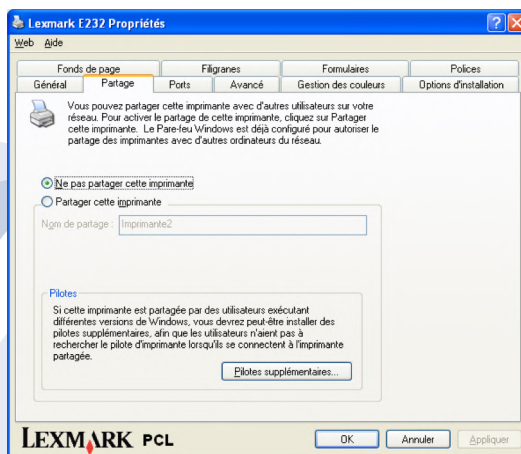 Lexmark E232 Propriétés
Web Aide
Fonds de page Filigranes Formulaires Polices
Général Partage Ports Avancé Gestion des couleurs Options d'installation
Vous pouvez partager cette imprimante avec d'autres utilisateurs sur votre
réseau. Pour activer le partage de cette imprimante, cliquez sur Partager
cette imprimante. Le Pare-feu Windows est déjà configuré pour autoriser le
partage des imprimantes avec d'autres ordinateurs du réseau.
Ne pas partager cette imprimante
Partager cette imprimante
Nom de partage : Imprimante2
Pilotes
Si cette imprimante est partagée par des utilisateurs exécutant
différentes versions de Windows, vous devrez peut-être installer des
pilotes supplémentaires, afin que les utilisateurs n'aient pas à
rechercher le pilote d'imprimante lorsqu'ils se connectent à l'imprimante
partagée.
Pilotes supplémentaires...
LEXMARK PCL
OK Annuler Appliquer